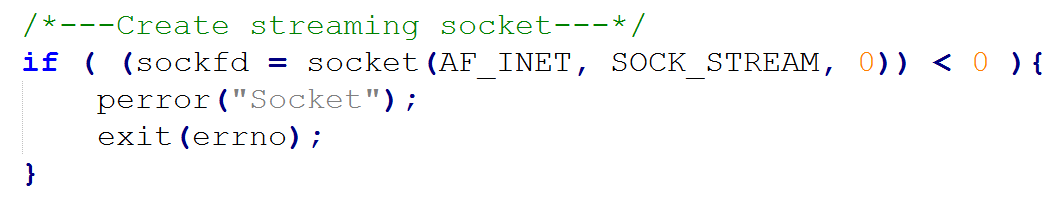 /*---Create streaming socket---*/
if ( (sockfd = socket(AF_INET, SOCK_STREAM, 0)) < 0 ){
    perror("Socket");
    exit(errno);
}